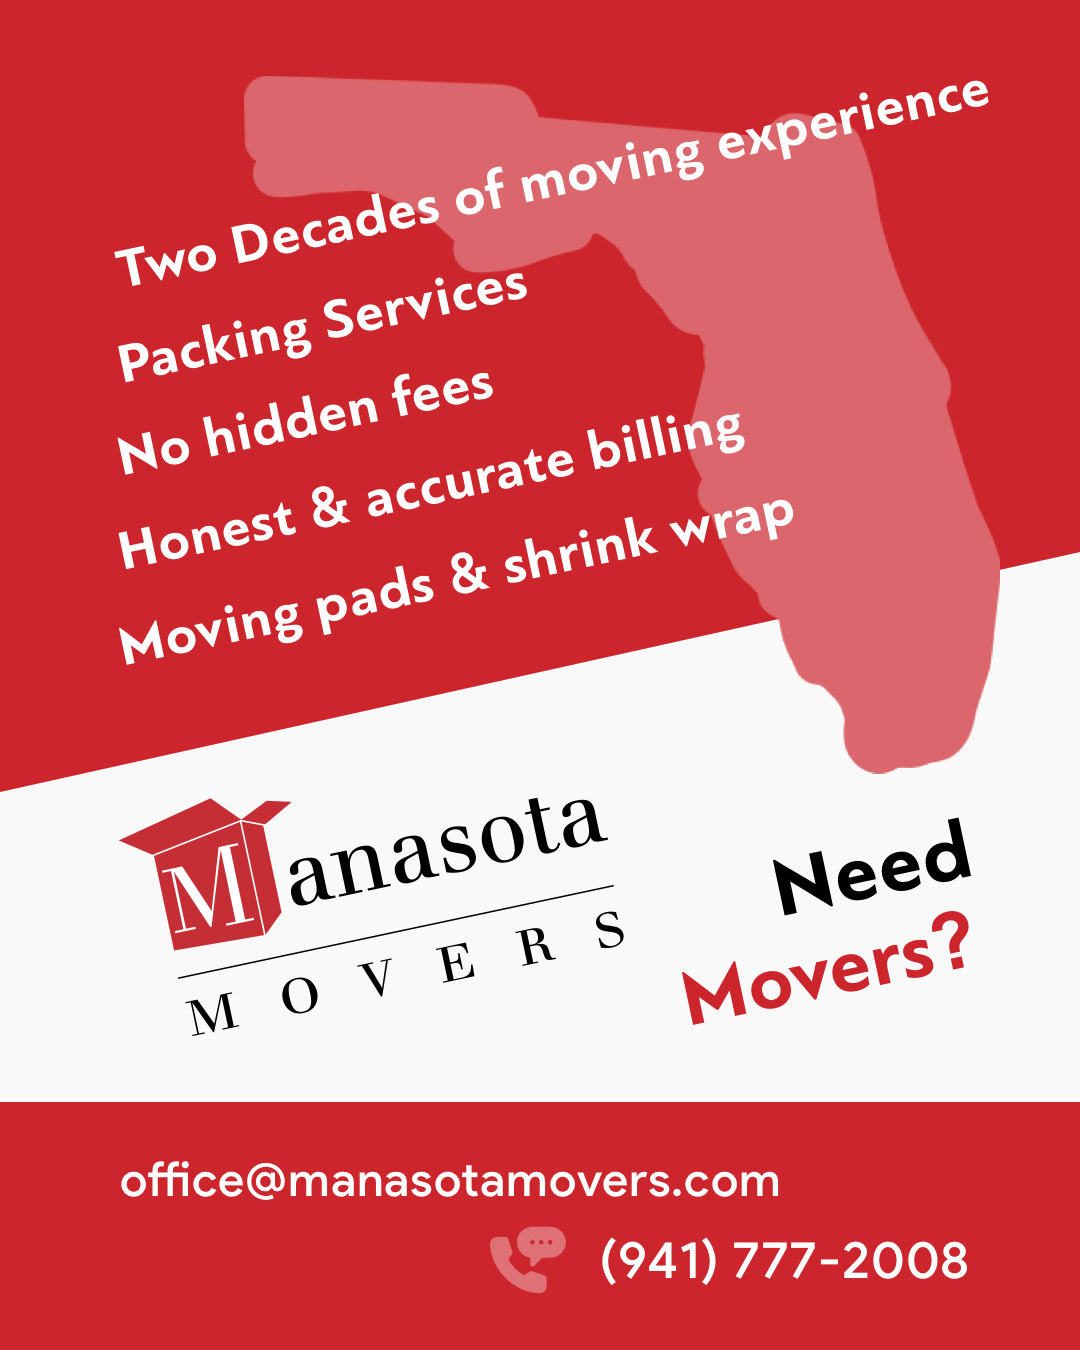 Two Decades of moving experience
Packing Services
No hidden fees
Honest & accurate billing
Moving pads & shrink wrap
Manasota
MOVERS
Need
Movers?
office@manasotamovers.com
(941) 777-2008